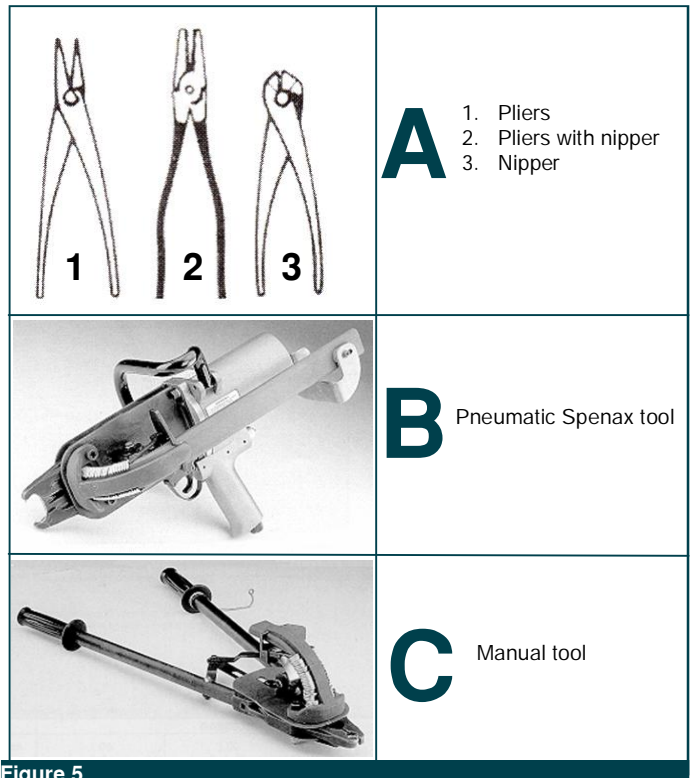 1 2 3
A
1. Pliers
2. Pliers with nipper
3. Nipper
B
Pneumatic Spenax tool
C
Manual tool
Figure 5